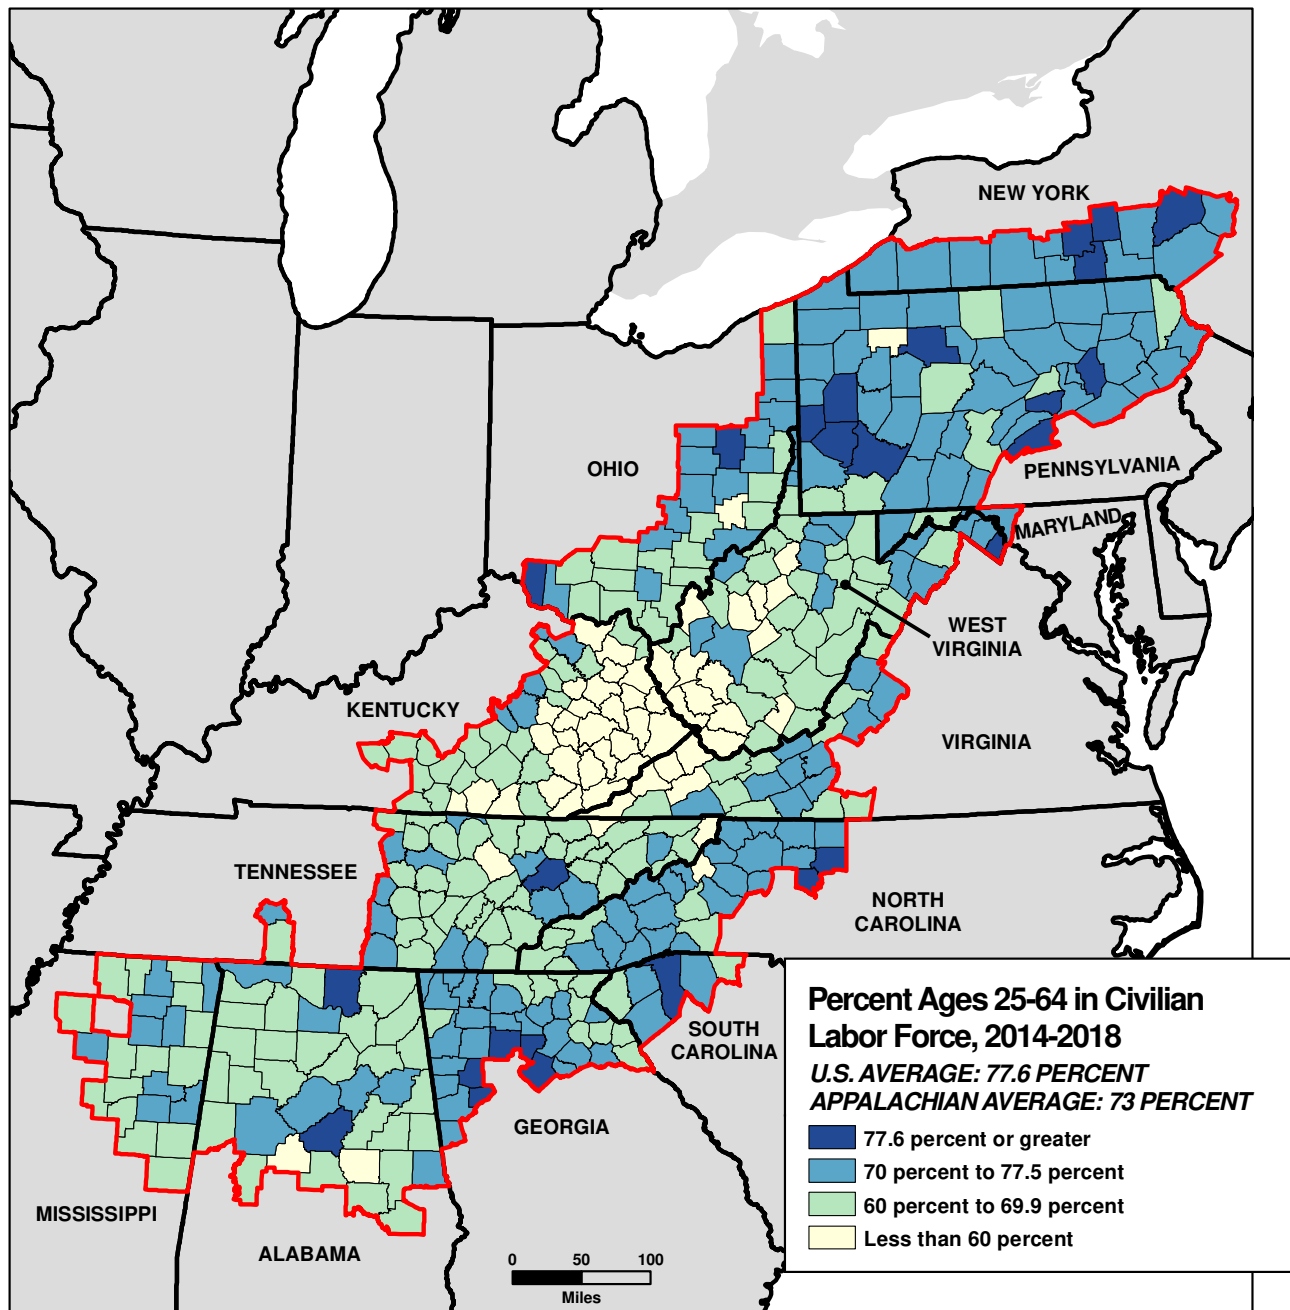 NEW YORK
OHIO
PENNSYLVANIA
MARYLAND
WEST
VIRGINIA
KENTUCKY
VIRGINIA
TENNESSEE
NORTH
CAROLINA
SOUTH
CAROLINA
GEORGIA
MISSISSIPPI
ALABAMA
Percent Ages 25-64 in Civilian
Labor Force, 2014-2018
U.S. AVERAGE: 77.6 PERCENT
APPALACHIAN AVERAGE: 73 PERCENT
77.6 percent or greater
70 percent to 77.5 percent
60 percent to 69.9 percent
Less than 60 percent
0 50 100
Miles